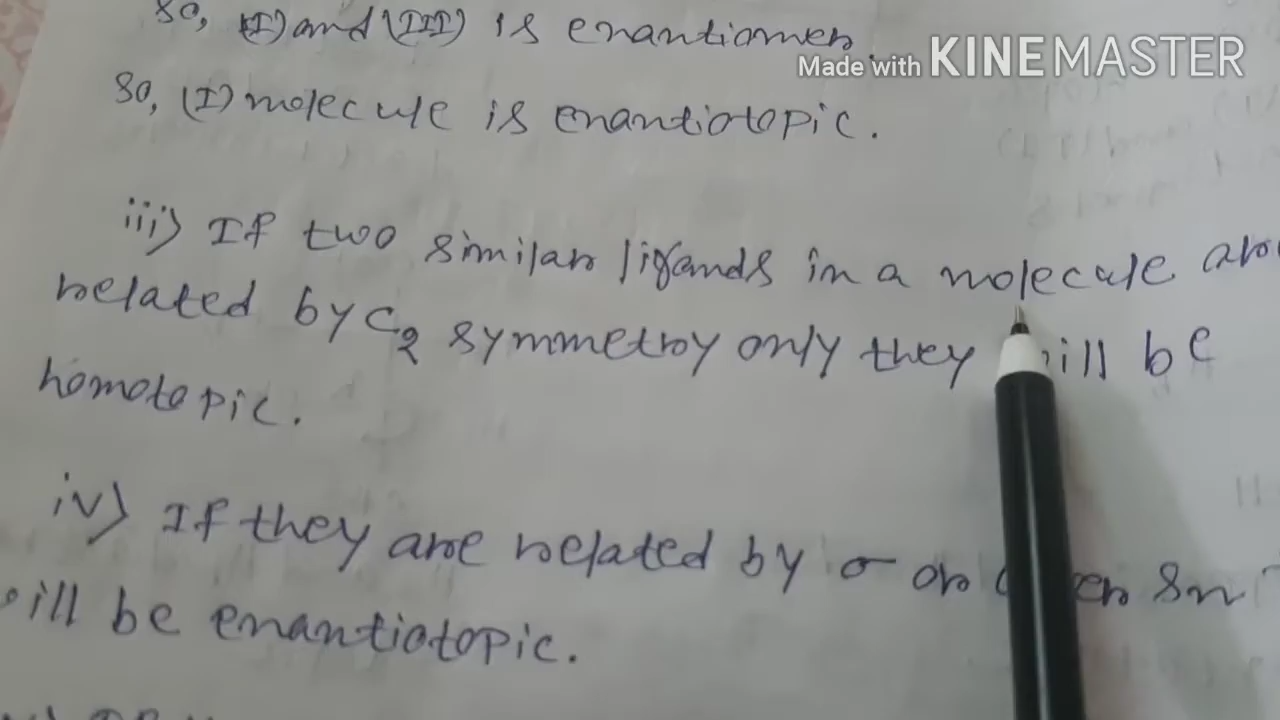 So, (I) and (III) is enantiomer.
Made with KINEMASTER
So, (I) molecule is enantiotopic.
iii) If two similar ligands in a molecule are
related by C2 symmetry only they will be
homotopic.
iv) If they are related by σ or Sn
will be enantiotopic.